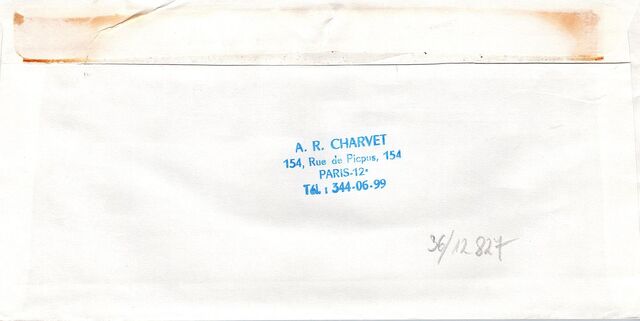 A. R. CHARVET
154, Rue de Picpus, 154
PARIS-12e
Tél. : 344-06-99
36/12 827